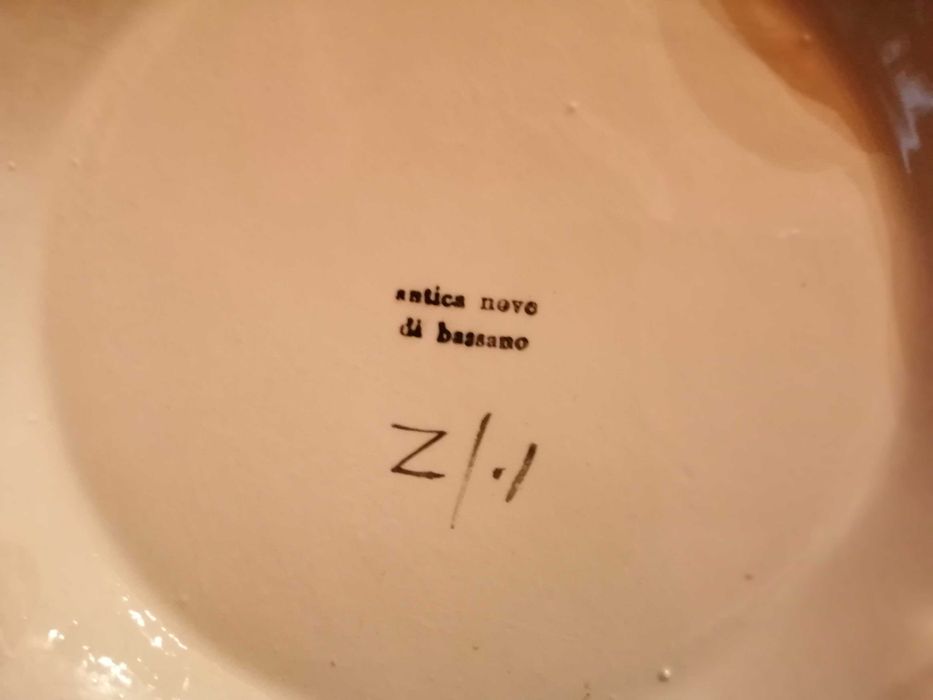 antica nove
di bassano
Z/.1